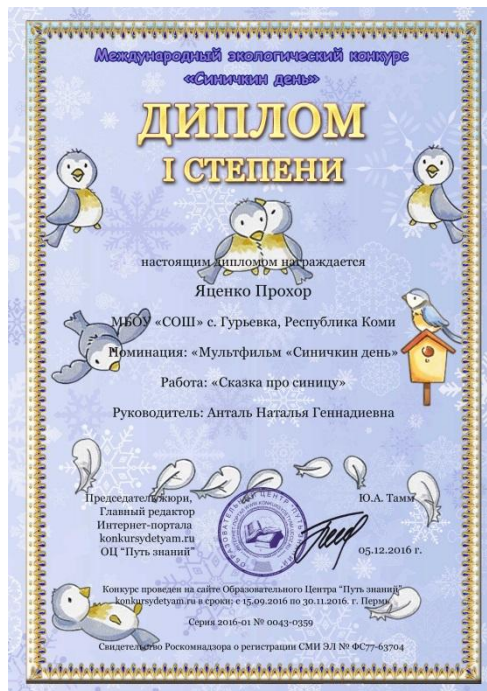 Международный экологический конкурс
«Синичкин день»
ДИПЛОМ
I СТЕПЕНИ
настоящим дипломом награждается
Яценко Прохор
МБОУ «СОШ» с. Гурьевка, Республика Коми
Номинация: «Мультфильм «Синичкин день»
Работа: «Сказка про синицу»
Руководитель: Анталь Наталья Геннадиевна
Председатель жюри,
Главный редактор
Интернет-портала
konkursydetyam.ru
ОЦ “Путь знаний”
ОБРАЗОВАТЕЛЬНЫЙ ЦЕНТР "ПУТЬ
Ю.А. Тамм
05.12.2016 г.
Конкурс проведен на сайте Образовательного Центра “Путь знаний”
konkursydetyam.ru в сроки: с 15.09.2016 по 30.11.2016. г. Пермь
Серия 2016-01 № 0043-0359
Свидетельство Роскомнадзора о регистрации СМИ ЭЛ № ФС77-63704